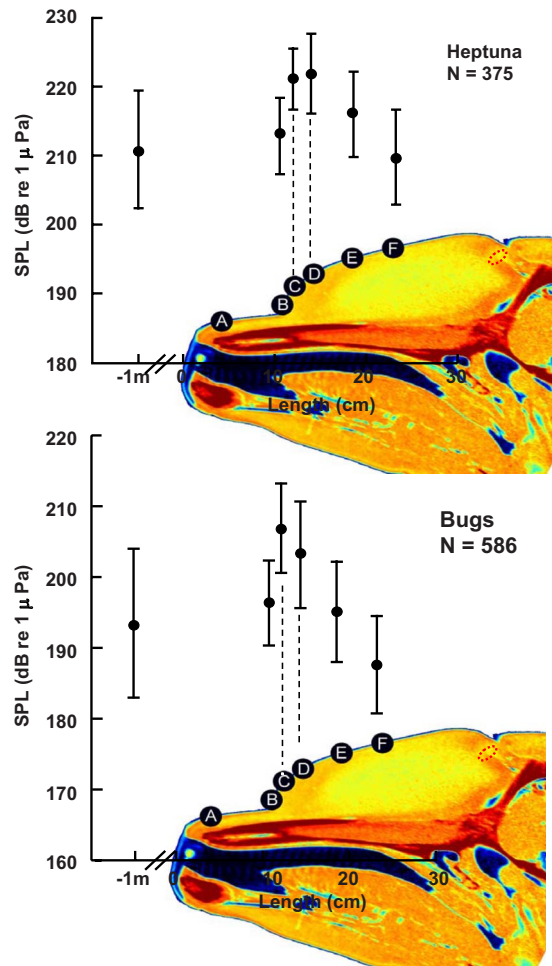 230
220
210
200
190
180
SPL (dB re 1 μ Pa)
Heptuna
N = 375
A
B
C
D
E
F
-1m
0
10
20
30
Length (cm)
220
210
200
190
180
170
160
SPL (dB re 1 μ Pa)
Bugs
N = 586
A
B
C
D
E
F
-1m
0
10
20
30
Length (cm)